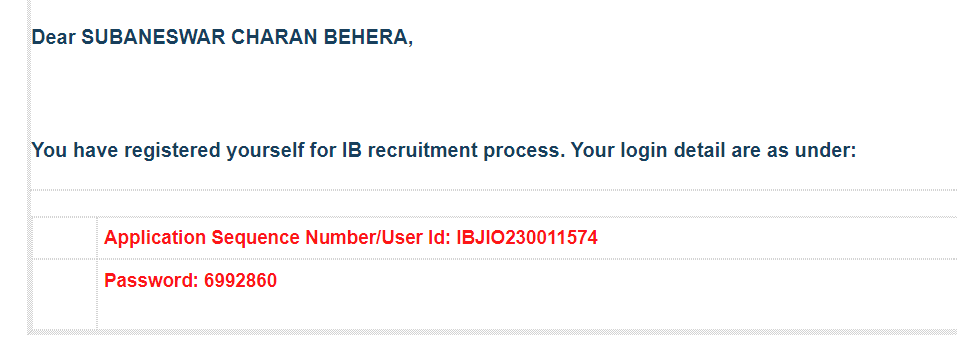 Dear SUBANESWAR CHARAN BEHERA,
You have registered yourself for IB recruitment process. Your login detail are as under:
Application Sequence Number/User Id: IBJIO230011574
Password: 6992860